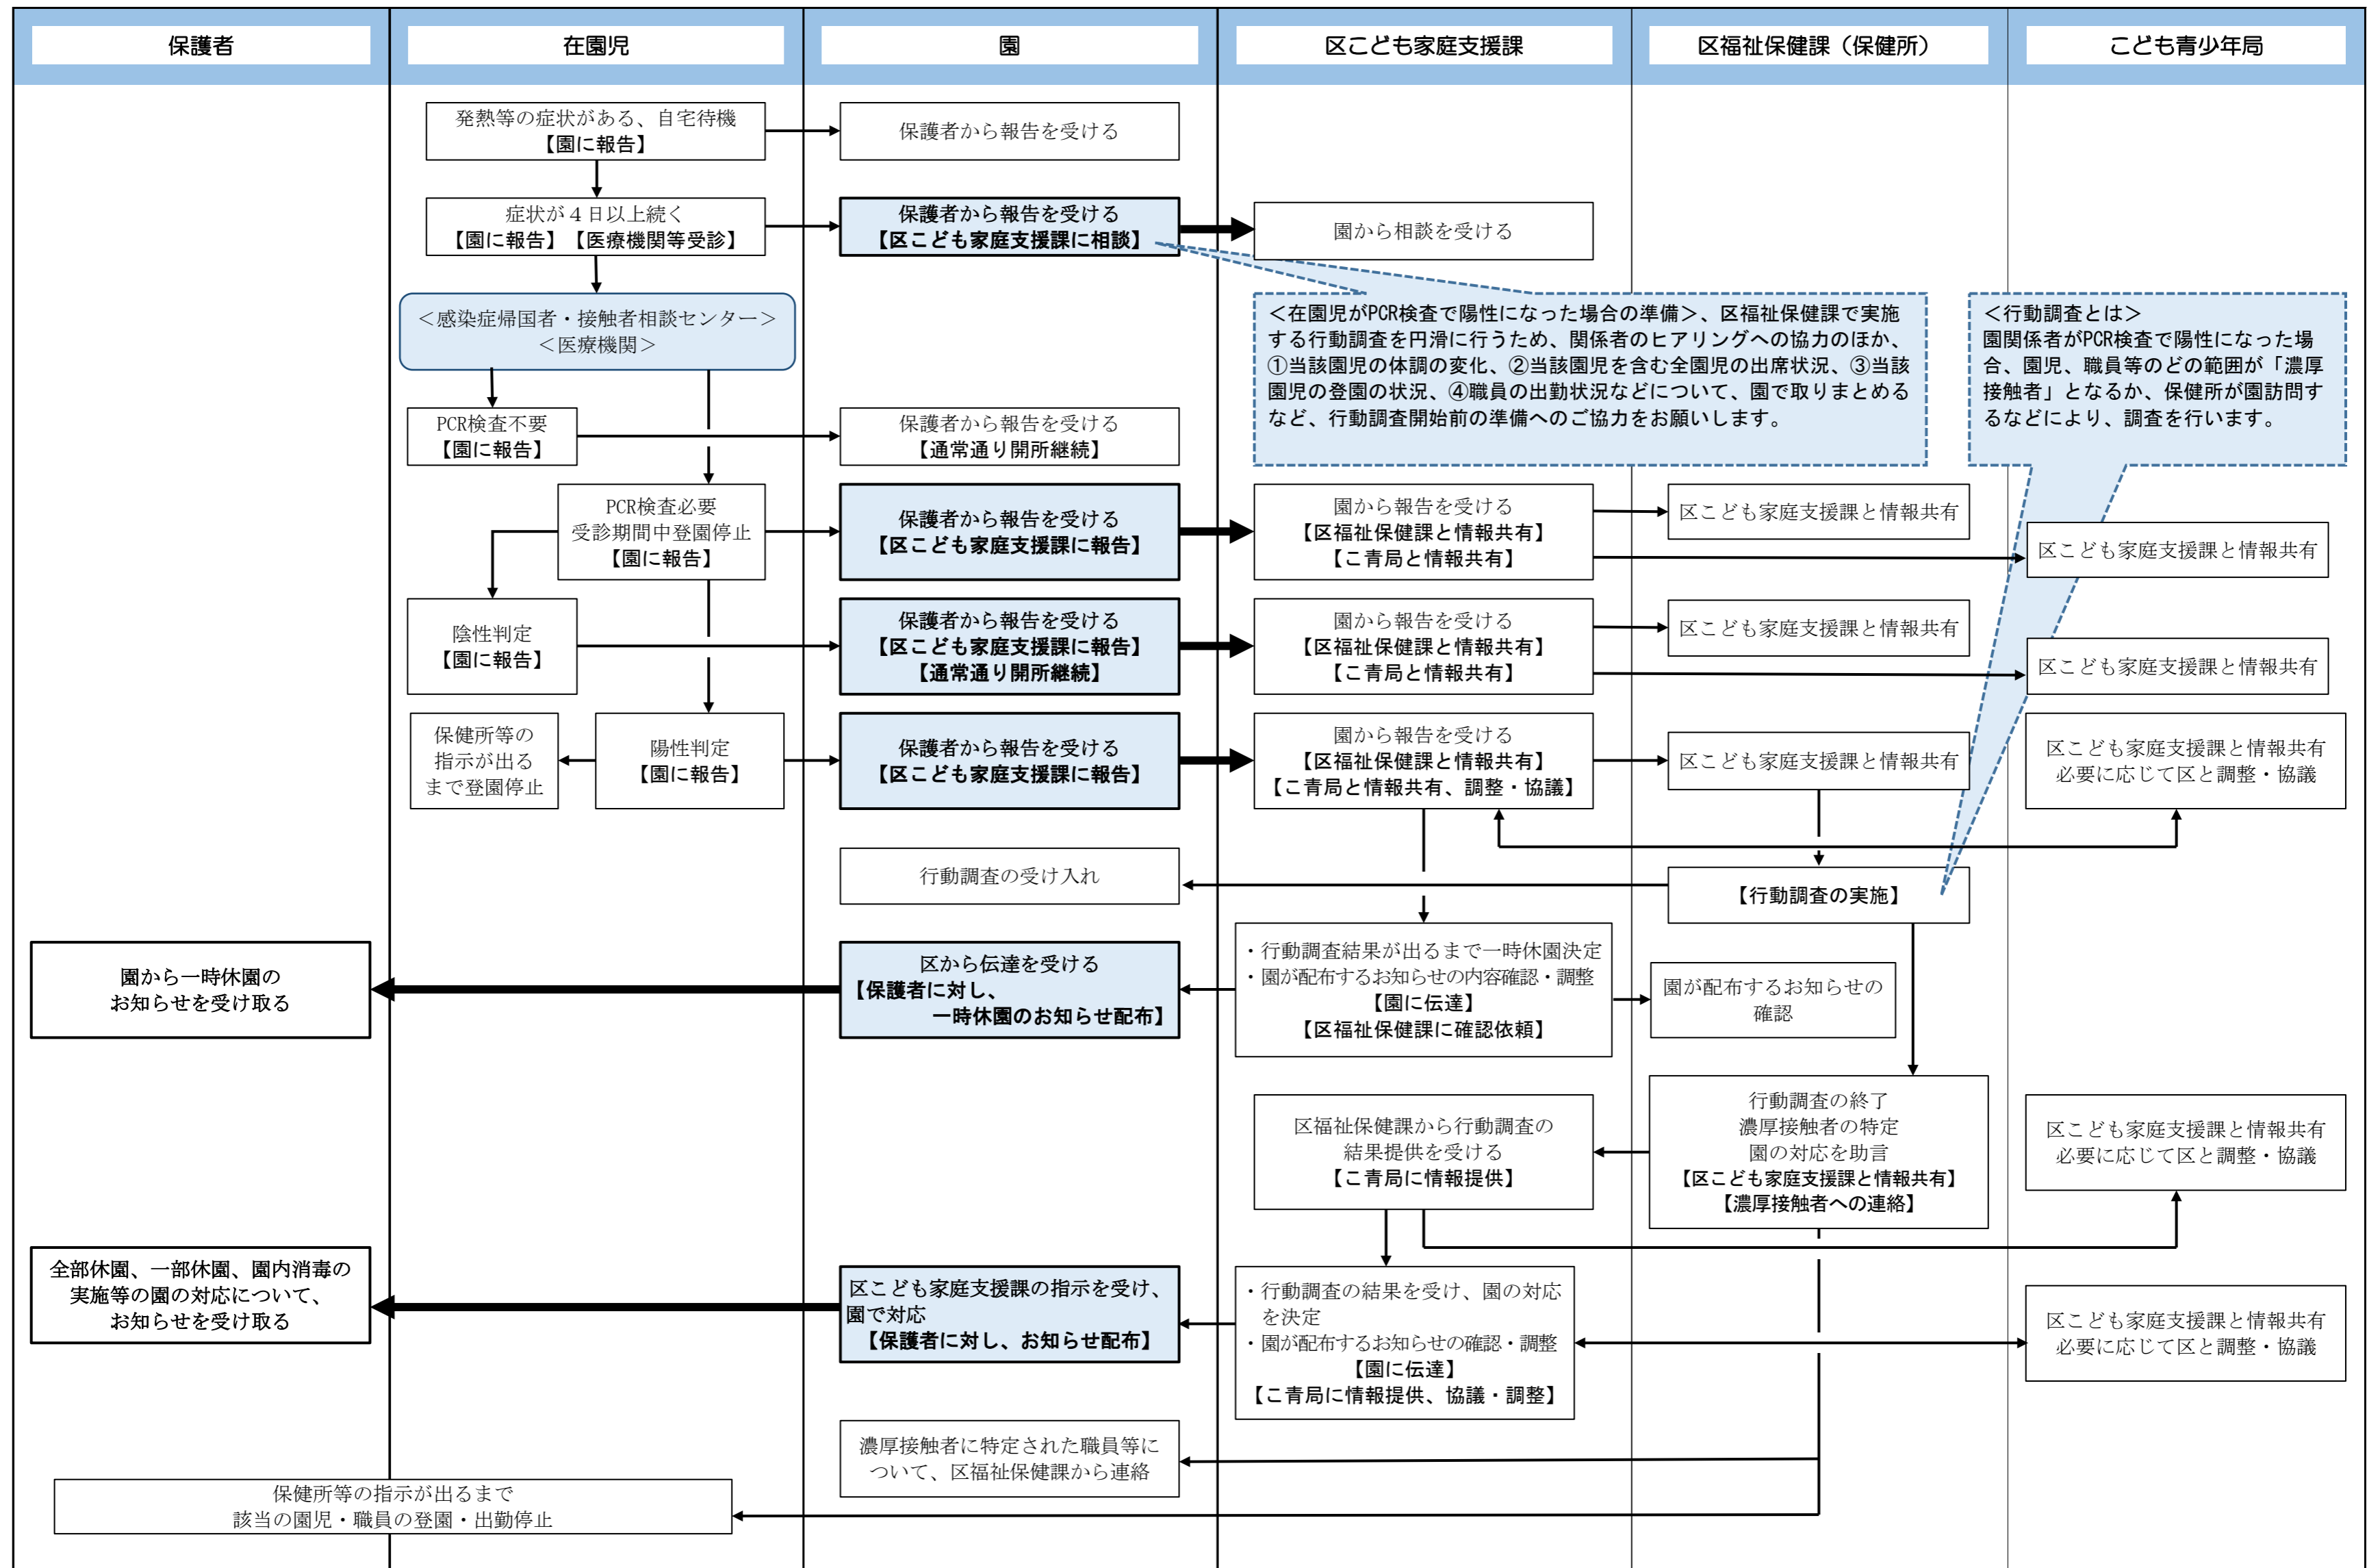 保護者
在園児
園
区こども家庭支援課
区福祉保健課（保健所）
こども青少年局
発熱等の症状がある、自宅待機
【園に報告】
保護者から報告を受ける
症状が４日以上続く
【園に報告】【医療機関等受診】
保護者から報告を受ける
【区こども家庭支援課に相談】
園から相談を受ける
＜感染症帰国者・接触者相談センター＞
＜医療機関＞
＜在園児がPCR検査で陽性になった場合の準備＞、区福祉保健課で実施
する行動調査を円滑に行うため、関係者のヒアリングへの協力のほか、
①当該園児の体調の変化、②当該園児を含む全園児の出席状況、③当該
園児の登園の状況、④職員の出勤状況などについて、園で取りまとめる
など、行動調査開始前の準備へのご協力をお願いします。
＜行動調査とは＞
園関係者がPCR検査で陽性になった場
合、園児、職員等のどの範囲が「濃厚
接触者」となるか、保健所が園訪問す
るなどにより、調査を行います。
PCR検査不要
【園に報告】
保護者から報告を受ける
【通常通り開所継続】
PCR検査必要
受診期間中登園停止
【園に報告】
保護者から報告を受ける
【区こども家庭支援課に報告】
園から報告を受ける
【区福祉保健課と情報共有】
【こ青局と情報共有】
区こども家庭支援課と情報共有
区こども家庭支援課と情報共有
陰性判定
【園に報告】
保護者から報告を受ける
【区こども家庭支援課に報告】
【通常通り開所継続】
園から報告を受ける
【区福祉保健課と情報共有】
【こ青局と情報共有】
区こども家庭支援課と情報共有
区こども家庭支援課と情報共有
保健所等の
指示が出る
まで登園停止
陽性判定
【園に報告】
保護者から報告を受ける
【区こども家庭支援課に報告】
園から報告を受ける
【区福祉保健課と情報共有】
【こ青局と情報共有、調整・協議】
区こども家庭支援課と情報共有
区こども家庭支援課と情報共有
必要に応じて区と調整・協議
行動調査の受け入れ
【行動調査の実施】
園から一時休園の
お知らせを受け取る
区から伝達を受ける
【保護者に対し、
一時休園のお知らせ配布】
・行動調査結果が出るまで一時休園決定
・園が配布するお知らせの内容確認・調整
【園に伝達】
【区福祉保健課に確認依頼】
園が配布するお知らせの
確認
区福祉保健課から行動調査の
結果提供を受ける
【こ青局に情報提供】
行動調査の終了
濃厚接触者の特定
園の対応を助言
【区こども家庭支援課と情報共有】
【濃厚接触者への連絡】
区こども家庭支援課と情報共有
必要に応じて区と調整・協議
全部休園、一部休園、園内消毒の
実施等の園の対応について、
お知らせを受け取る
区こども家庭支援課の指示を受け、
園で対応
【保護者に対し、お知らせ配布】
・行動調査の結果を受け、園の対応
を決定
・園が配布するお知らせの確認・調整
【園に伝達】
【こ青局に情報提供、協議・調整】
区こども家庭支援課と情報共有
必要に応じて区と調整・協議
濃厚接触者に特定された職員等に
ついて、区福祉保健課から連絡
保健所等の指示が出るまで
該当の園児・職員の登園・出勤停止